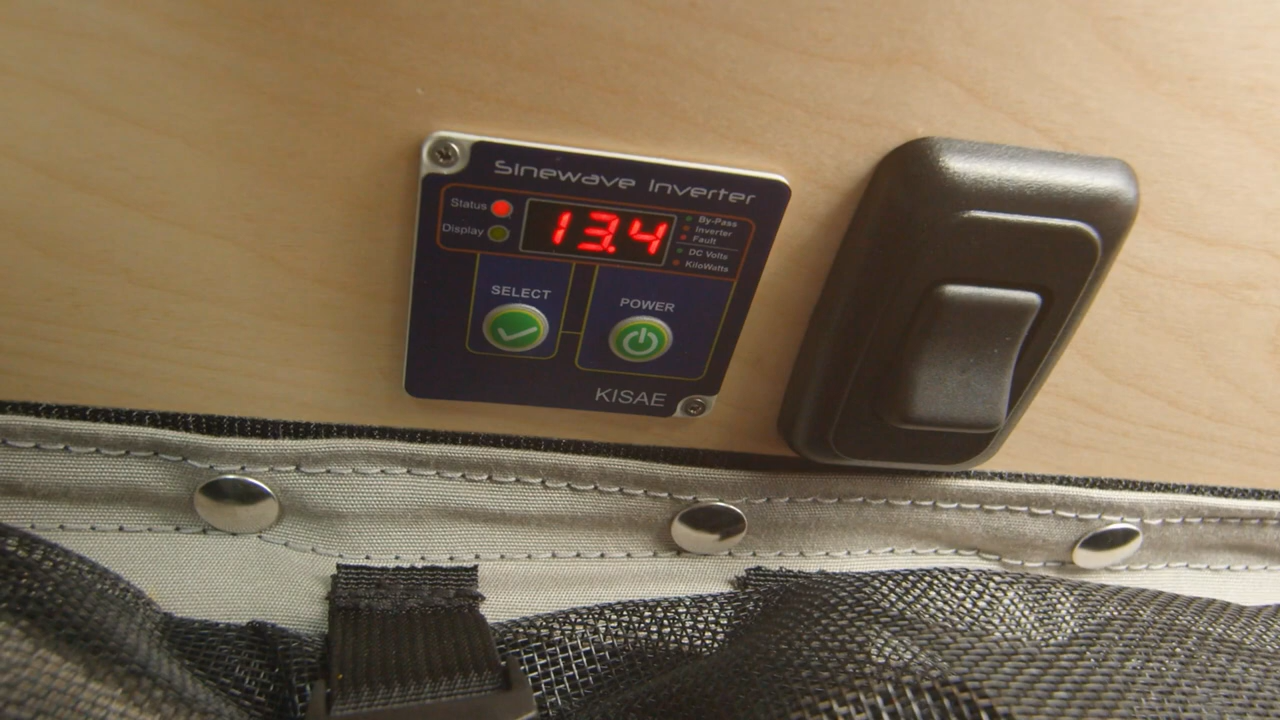 Sinewave Inverter
Status
Display
13.4
By-Pass
Inverter
Fault
DC Volts
KiloWatts
SELECT
POWER
KISAE